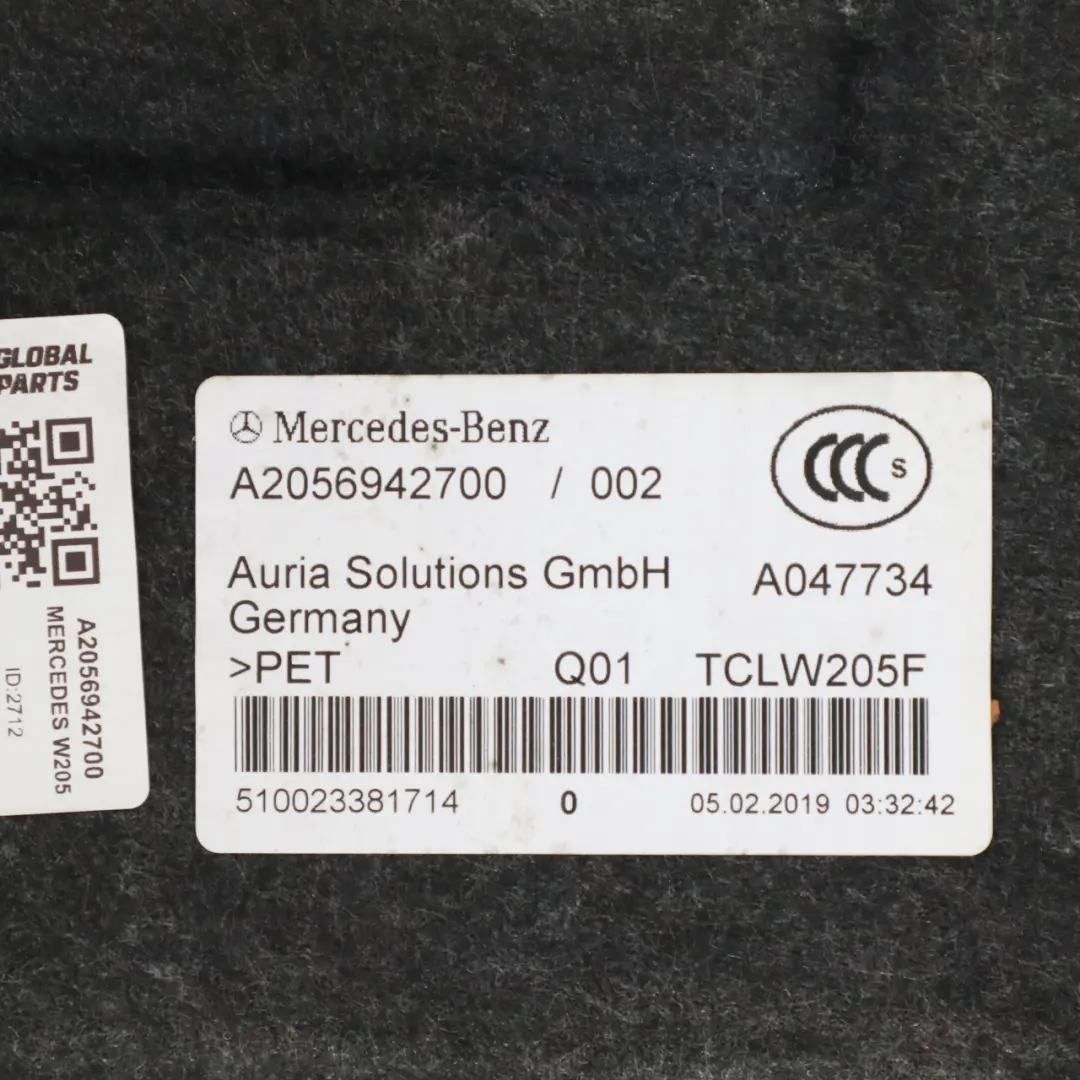 GLOBAL
PARTS
A2056942700
MERCEDES W205
ID:2712
Mercedes-Benz
A2056942700 / 002
CCC S
Auria Solutions GmbH A047734
Germany
>PET Q01 TCLW205F
510023381714 0 05.02.2019 03:32:42